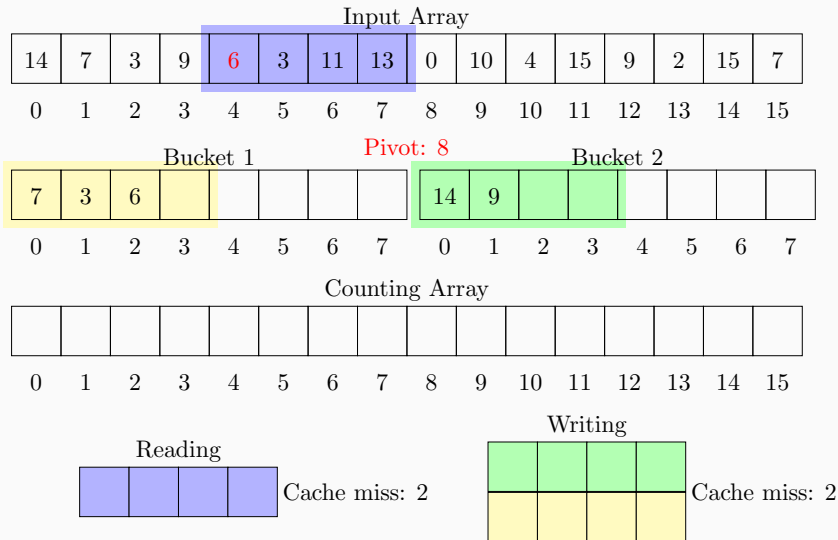 Input Array
14 7 3 9 6 3 11 13 0 10 4 15 9 2 15 7
0 1 2 3 4 5 6 7 8 9 10 11 12 13 14 15
Pivot: 8
Bucket 1 Bucket 2
7 3 6 14 9
0 1 2 3 4 5 6 7 0 1 2 3 4 5 6 7
Counting Array
0 1 2 3 4 5 6 7 8 9 10 11 12 13 14 15
Writing
Reading
Cache miss: 2 Cache miss: 2